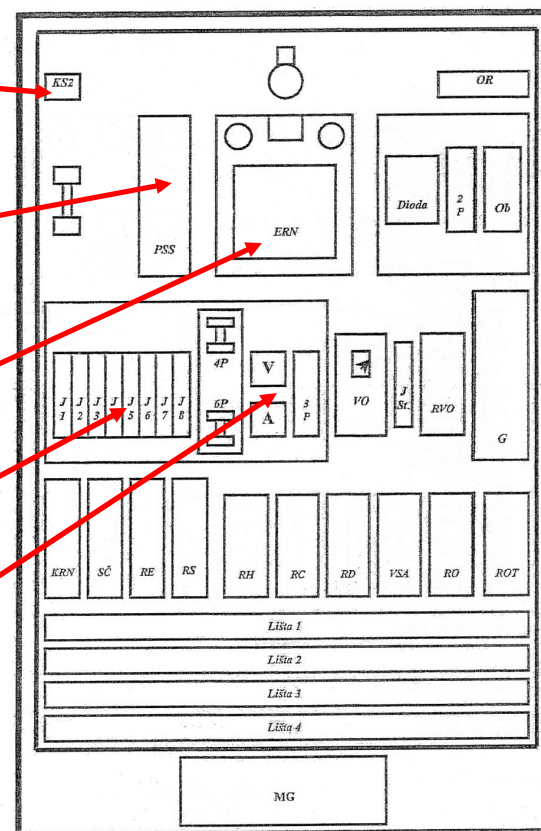 KS2
OR
PSS
ERN
Dioda
2
P
Ob
J
1
J
2
J
3
J
J
5
J
6
J
7
J
8
4P
6P
V
A
3
P
VO
J
St.
RVO
G
KRN
SČ
RE
RS
RH
RC
RD
VSA
RO
ROT
Lišta 1
Lišta 2
Lišta 3
Lišta 4
MG